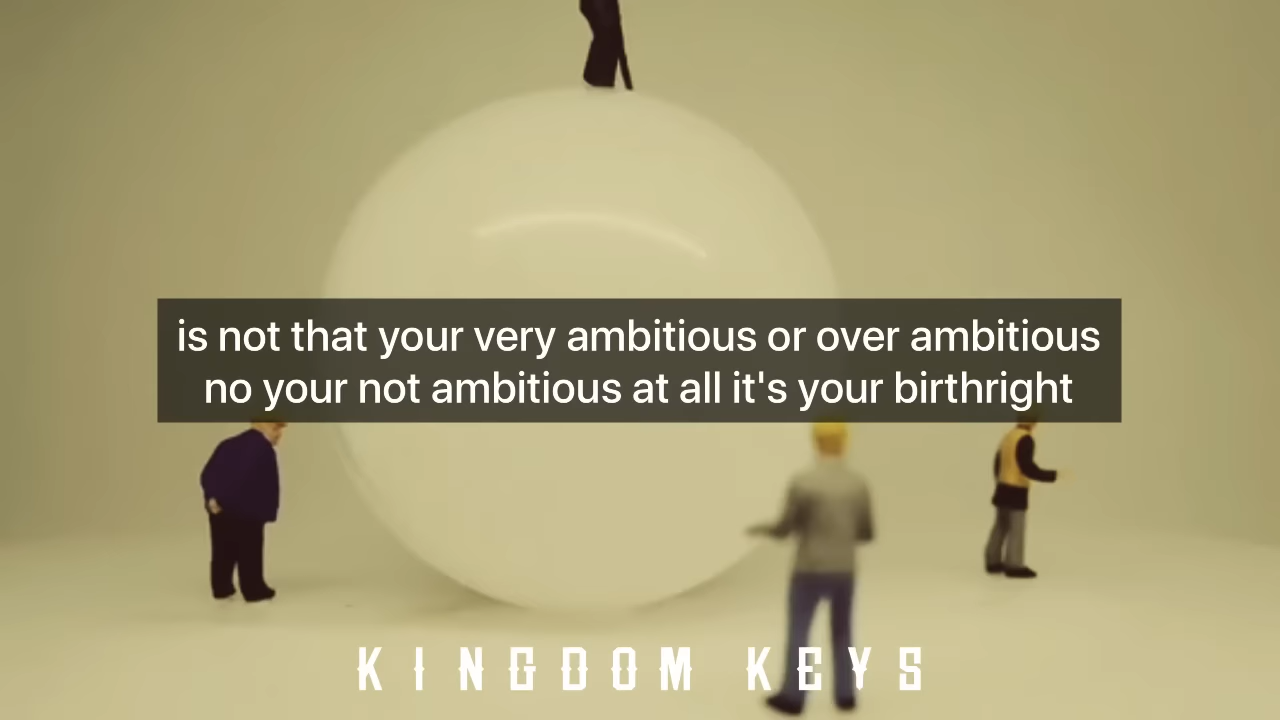 is not that your very ambitious or over ambitious
no your not ambitious at all it's your birthright
KINGDOM KEYS